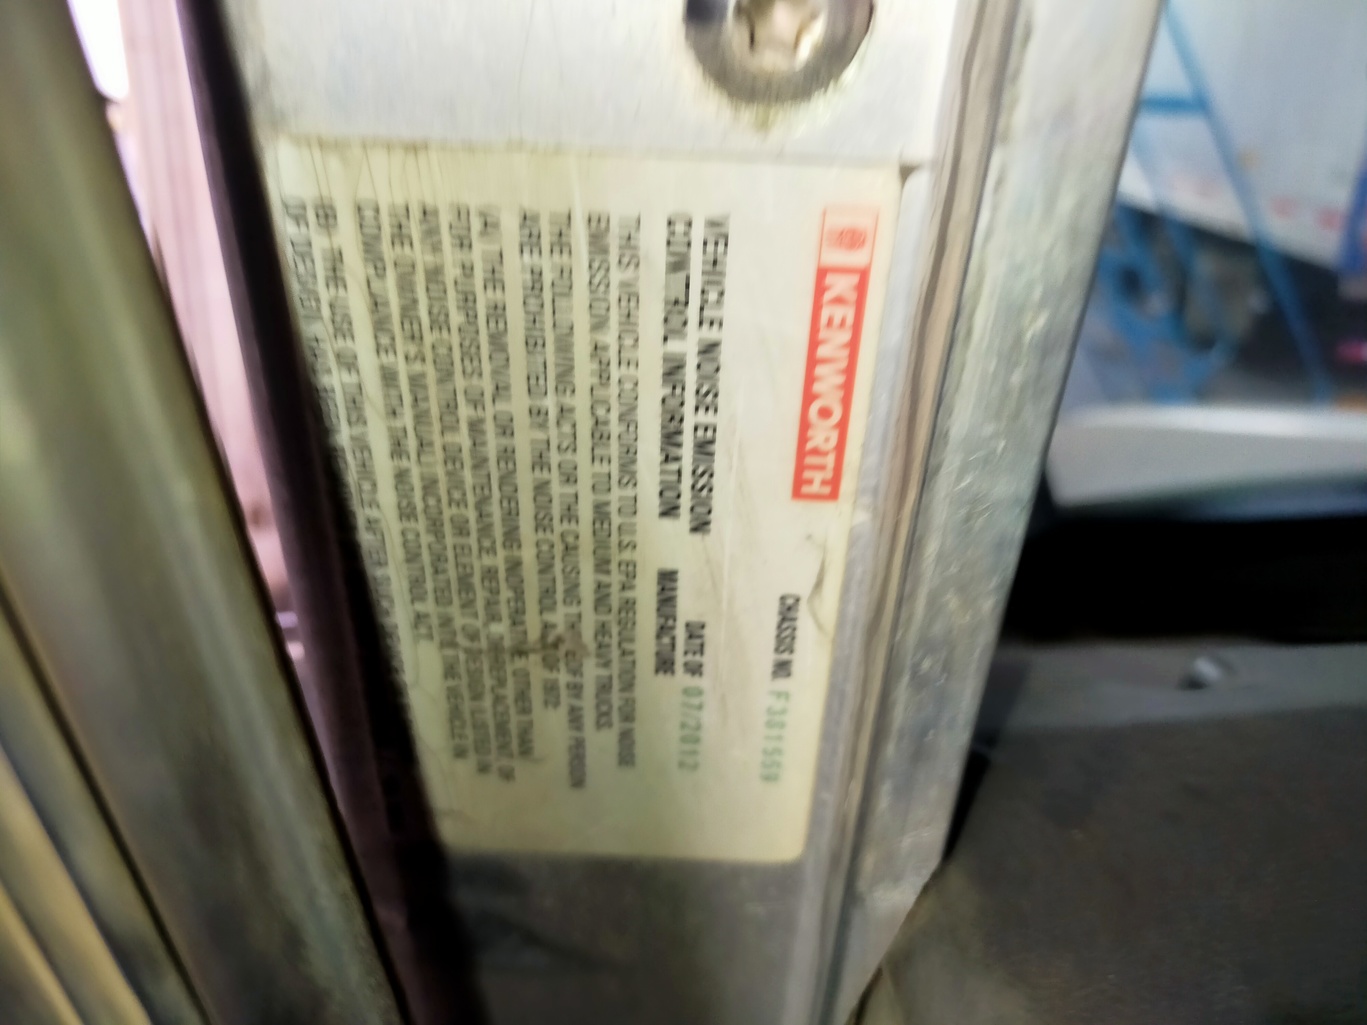 KENWORTH
CHASSIS NO. F381559
VEHICLE NOISE EMISSION
CONTROL INFORMATION
DATE OF
MANUFACTURE
07/2012
THIS VEHICLE CONFORMS TO U.S. EPA REGULATION FOR NOISE
EMISSION APPLICABLE TO MEDIUM AND HEAVY TRUCKS.
THE FOLLOWING ACTS OR THE CAUSING THEREOF BY ANY PERSON
ARE PROHIBITED BY THE NOISE CONTROL ACT OF 1972:
(A) THE REMOVAL OR RENDERING INOPERATIVE, OTHER THAN
FOR PURPOSES OF MAINTENANCE, REPAIR, OR REPLACEMENT OF
ANY NOISE CONTROL DEVICE OR ELEMENT OF DESIGN (LISTED IN
THE OWNER'S MANUAL) INCORPORATED INTO THE VEHICLE IN
COMPLIANCE WITH THE NOISE CONTROL ACT.
(B) THE USE OF THIS VEHICLE AFTER SUCH
OF DESIGN